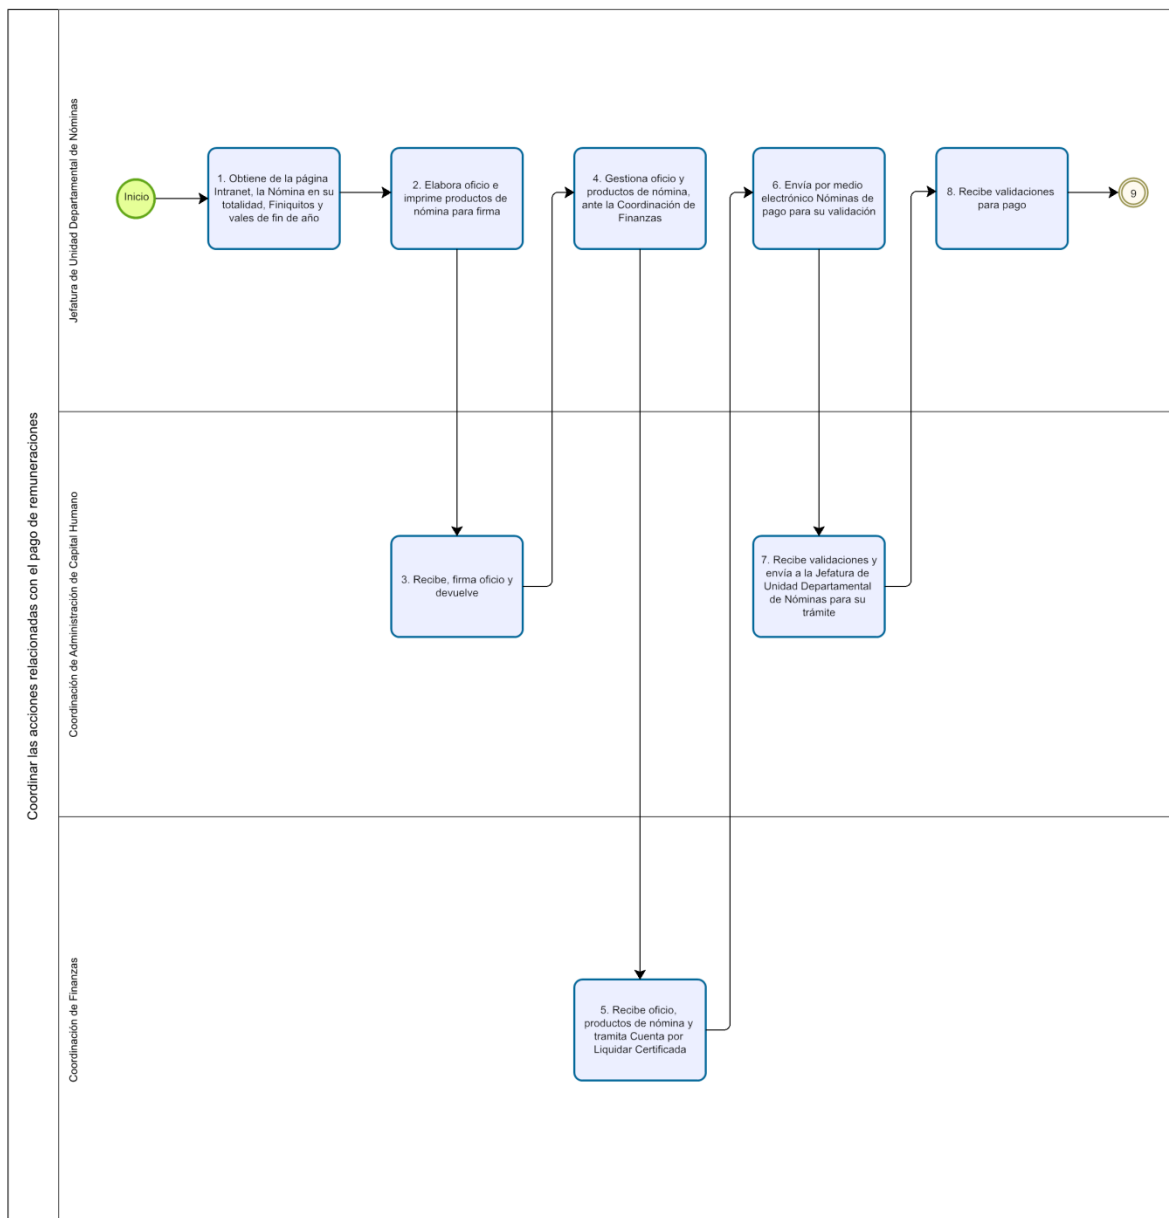 Coordinar las acciones relacionadas con el pago de remuneraciones
Jefatura de Unidad Departamental de Nóminas
Inicio
1. Obtiene de la página
Intranet, la Nómina en su
totalidad, Finiquitos y
vales de fin de año
2. Elabora oficio e
imprime productos de
nómina para firma
4. Gestiona oficio y
productos de nómina,
ante la Coordinación de
Finanzas
6. Envía por medio
electrónico Nóminas de
pago para su validación
8. Recibe validaciones
para pago
9
Coordinación de Administración de Capital Humano
3. Recibe, firma oficio y
devuelve
7. Recibe validaciones y
envía a la Jefatura de
Unidad Departamental
de Nóminas para su
trámite
Coordinación de Finanzas
5. Recibe oficio,
productos de nómina y
tramita Cuenta por
Liquidar Certificada